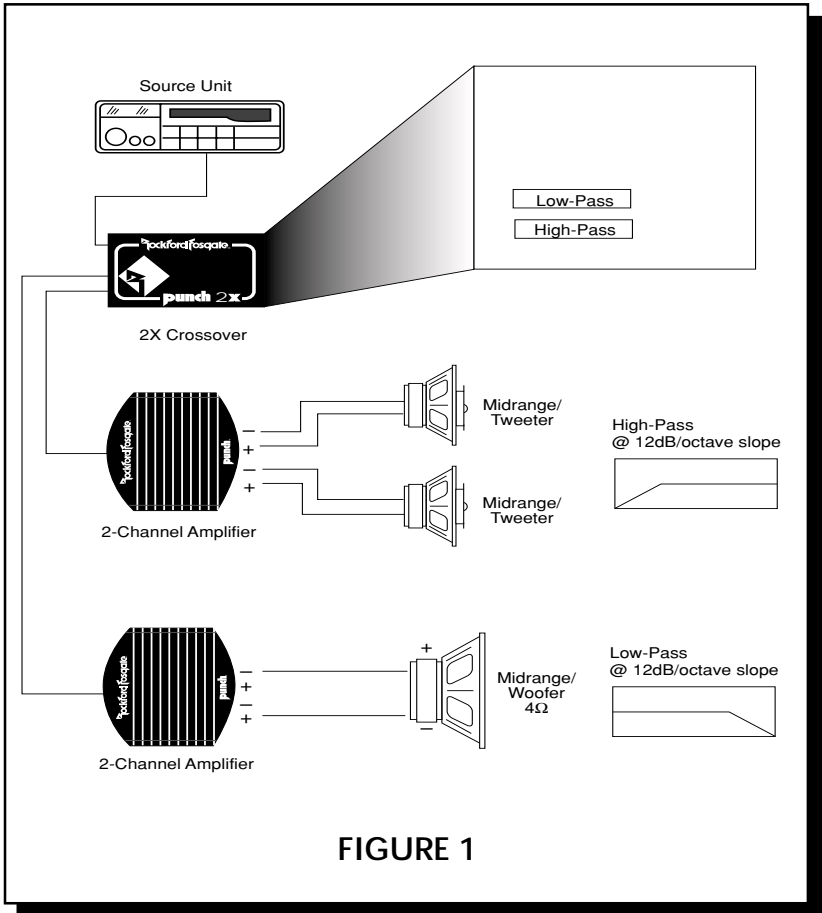 Source Unit
Low-Pass
High-Pass
rockford fosgate
punch 2x
2X Crossover
rockford fosgate
punch
−
+
−
+
2-Channel Amplifier
Midrange/
Tweeter
Midrange/
Tweeter
High-Pass
@ 12dB/octave slope
rockford fosgate
punch
−
+
−
+
2-Channel Amplifier
+
−
Midrange/
Woofer
4Ω
Low-Pass
@ 12dB/octave slope
FIGURE 1